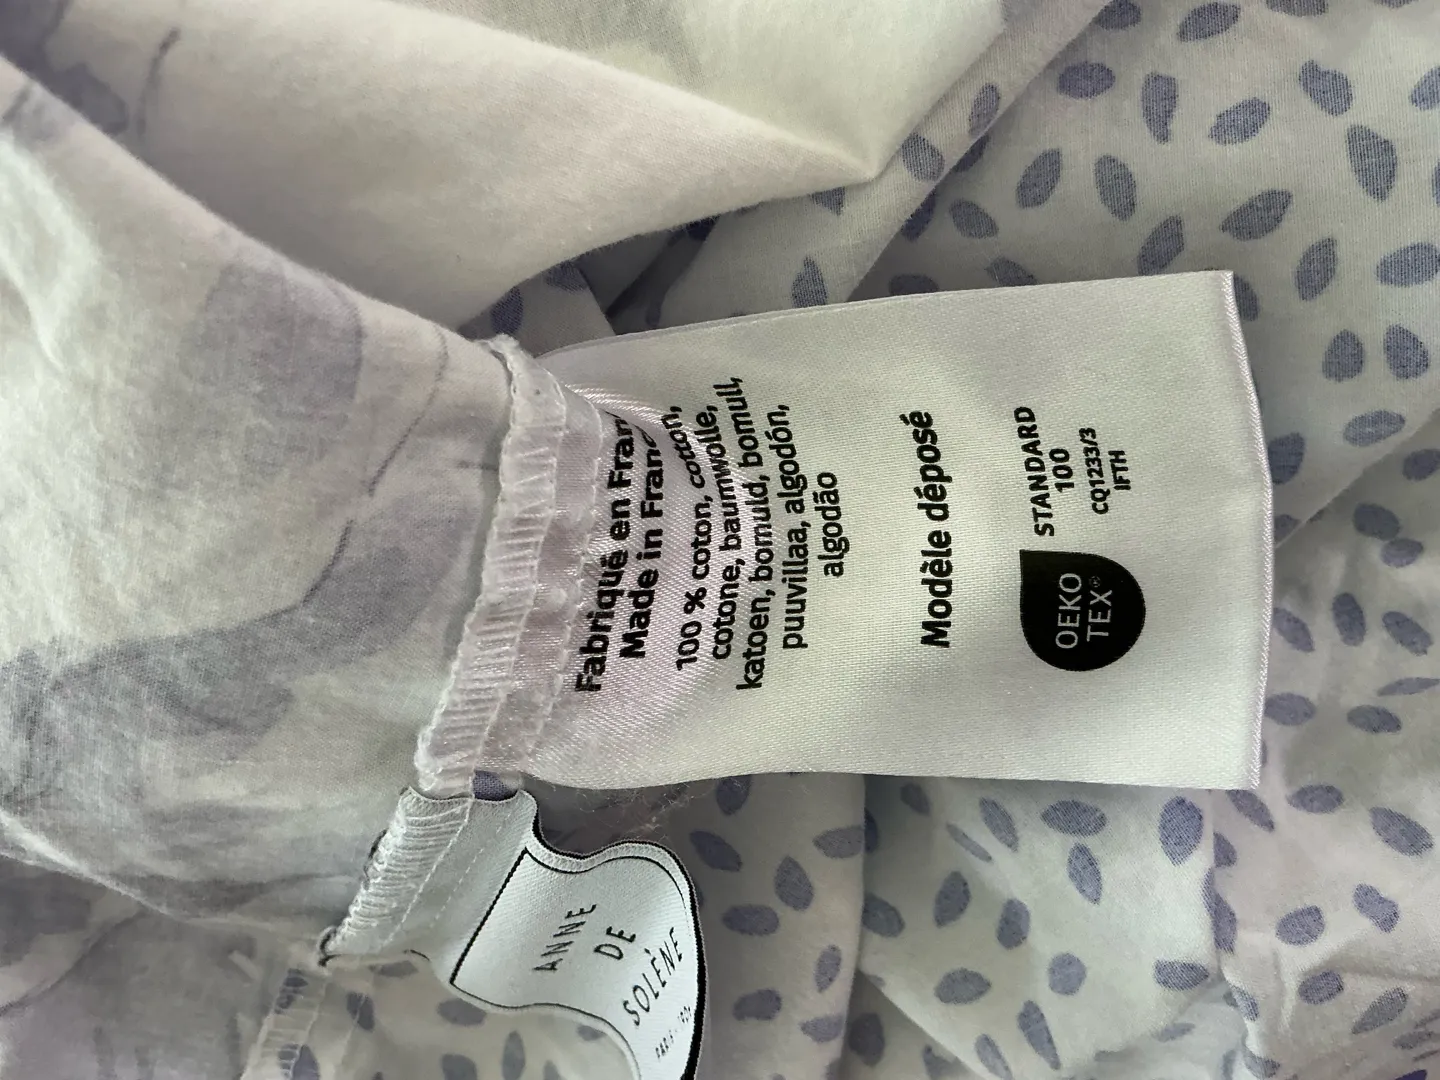 Fabriqué en Fran
Made in Franc
100 % coton, cotton,
cotone, baumwolle,
katoen, bomuld, bomull,
puuvillaa, algodón,
algodão
Modèle déposé
OEKO
TEX®
STANDARD
100
CQ1233/3
IFTH
ANNE
DE
SOLÈNE